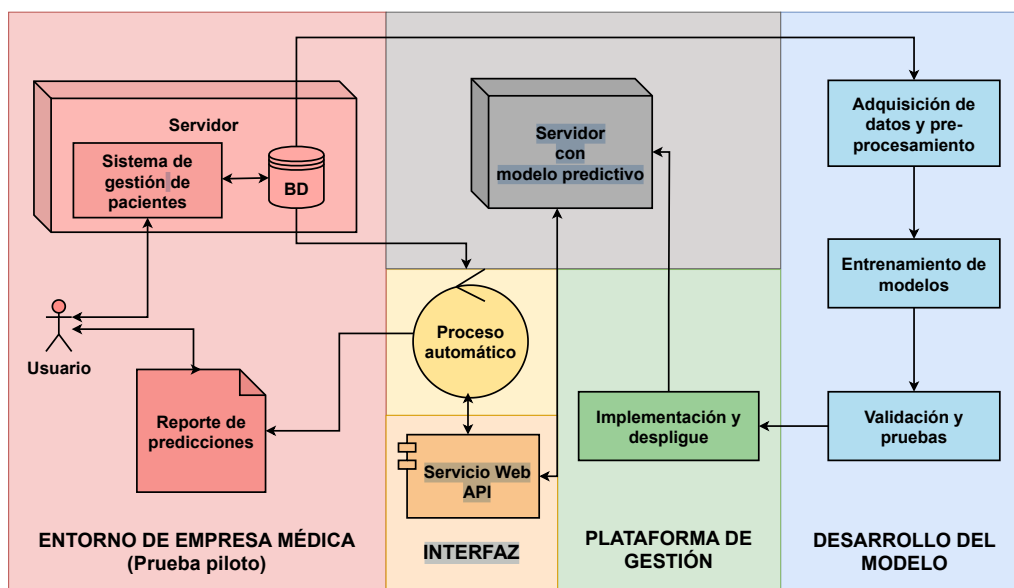 Servidor
Sistema de
gestión de
pacientes
BD
Usuario
Reporte de
predicciones
ENTORNO DE EMPRESA MÉDICA
(Prueba piloto)
Servidor
con
modelo predictivo
Proceso
automático
Servicio Web
API
INTERFAZ
Implementación y
despligue
PLATAFORMA DE
GESTIÓN
Adquisición de
datos y pre-
procesamiento
Entrenamiento de
modelos
Validación y
pruebas
DESARROLLO DEL
MODELO